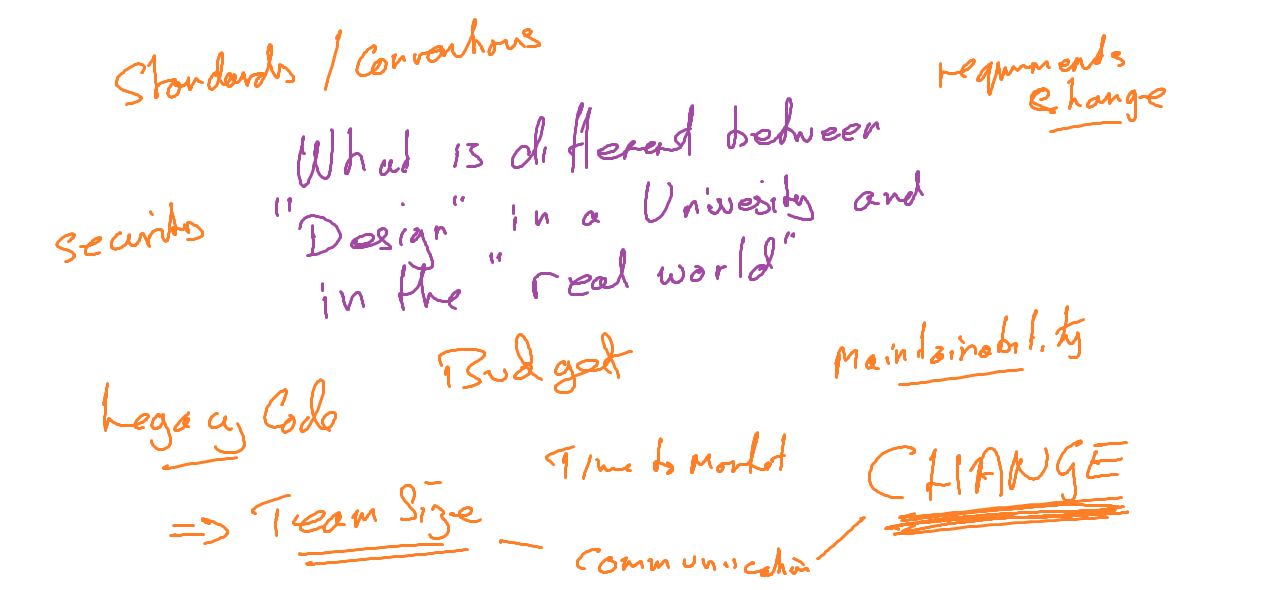 Standards / Conventions
requirments
change
What is different between
"Design" in a University and
in the "real world"
security
Budget
Maintainability
Legacy Code
Time to Market
CHANGE
=> Team Size
communication